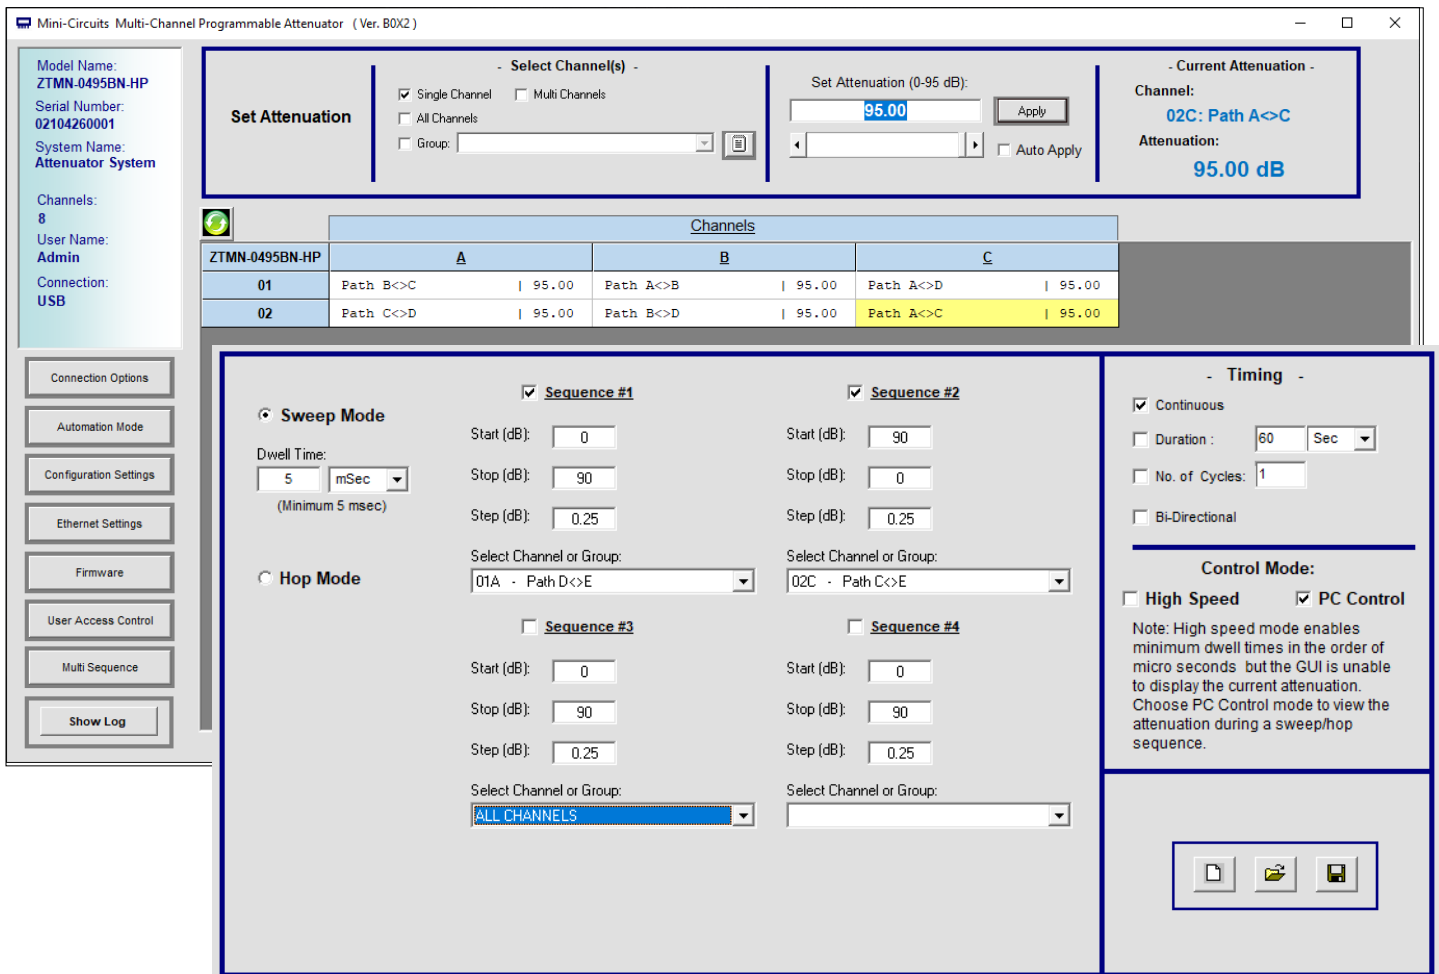 Mini-Circuits Multi-Channel Programmable Attenuator ( Ver. B0X2 )
Model Name:
ZTMN-0495BN-HP
Serial Number:
02104260001
System Name:
Attenuator System
Channels:
8
User Name:
Admin
Connection:
USB
Set Attenuation
- Select Channel(s) -
Single Channel Multi Channels
All Channels
Group:
Set Attenuation (0-95 dB):
95.00 Apply
Auto Apply
- Current Attenuation -
Channel:
02C: Path A<>C
Attenuation:
95.00 dB
Channels
ZTMN-0495BN-HP A B C
01 Path B<>C | 95.00 Path A<>B | 95.00 Path A<>D | 95.00
02 Path C<>D | 95.00 Path B<>D | 95.00 Path A<>C | 95.00
Connection Options
Automation Mode
Configuration Settings
Ethernet Settings
Firmware
User Access Control
Multi Sequence
Show Log
Sweep Mode
Dwell Time:
5 mSec
(Minimum 5 msec)
Hop Mode
Sequence #1
Start (dB): 0
Stop (dB): 90
Step (dB): 0.25
Select Channel or Group:
01A - Path D<>E
Sequence #2
Start (dB): 90
Stop (dB): 0
Step (dB): 0.25
Select Channel or Group:
02C - Path C<>E
Sequence #3
Start (dB): 0
Stop (dB): 90
Step (dB): 0.25
Select Channel or Group:
ALL CHANNELS
Sequence #4
Start (dB): 0
Stop (dB): 90
Step (dB): 0.25
Select Channel or Group:
- Timing -
Continuous
Duration : 60 Sec
No. of Cycles: 1
Bi-Directional
Control Mode:
High Speed PC Control
Note: High speed mode enables
minimum dwell times in the order of
micro seconds but the GUI is unable
to display the current attenuation.
Choose PC Control mode to view the
attenuation during a sweep/hop
sequence.